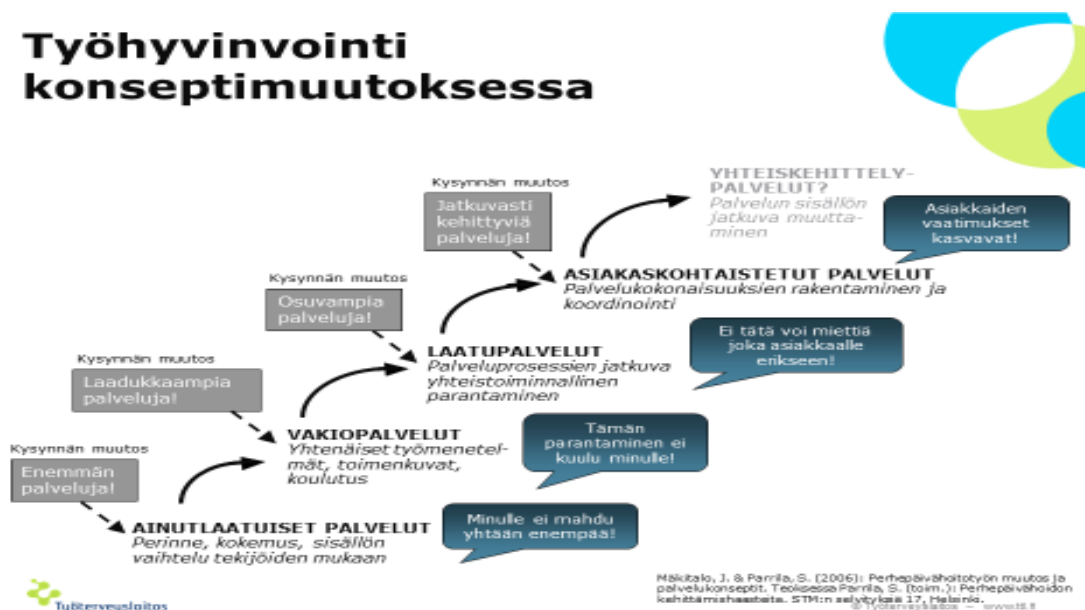 Työhyvinvointi
konseptimuutoksessa
Kysynnän muutos
Jatkuvasti
kehittyviä
palveluja!
YHTEISKEHITTELY-
PALVELUT?
Palvelun sisällön
jatkuva muutta-
minen
Asiakkaiden
vaatimukset
kasvavat!
Kysynnän muutos
Osuvampia
palveluja!
ASIAKASKOHTAISTETUT PALVELUT
Palvelukokonaisuuksien rakentaminen ja
koordinointi
Kysynnän muutos
Laadukkaampia
palveluja!
LAATUPALVELUT
Palveluprosessien jatkuva
yhteistoiminnallinen
parantaminen
Ei tätä voi miettiä
joka asiakkaalle
erikseen!
Kysynnän muutos
Enemmän
palveluja!
VAKIOPALVELUT
Yhtenäiset työmenetel-
mät, toimenkuvat,
koulutus
Tämän
parantaminen ei
kuulu minulle!
AINUTLAATUISET PALVELUT
Perinne, kokemus, sisällön
vaihtelu tekijöiden mukaan
Minulle ei mahdu
yhtään enempää!
Mäkitalo, J. & Parrila, S. (2006): Perhepäivähoitotyön muutos ja
palvelukonseptit. Teoksessa Parrila, S. (toim.): Perhepäivähoidon
kehittämishaasteita. STM:n selvityksiä 17, Helsinki.
Työterveyslaitos
© Työterveyslaitos – www.ttl.fi